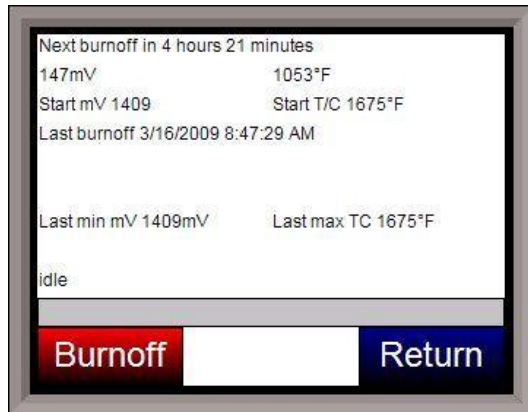 Next burnoff in 4 hours 21 minutes
147mV 1053°F
Start mV 1409 Start T/C 1675°F
Last burnoff 3/16/2009 8:47:29 AM
Last min mV 1409mV Last max TC 1675°F
idle
Burnoff Return